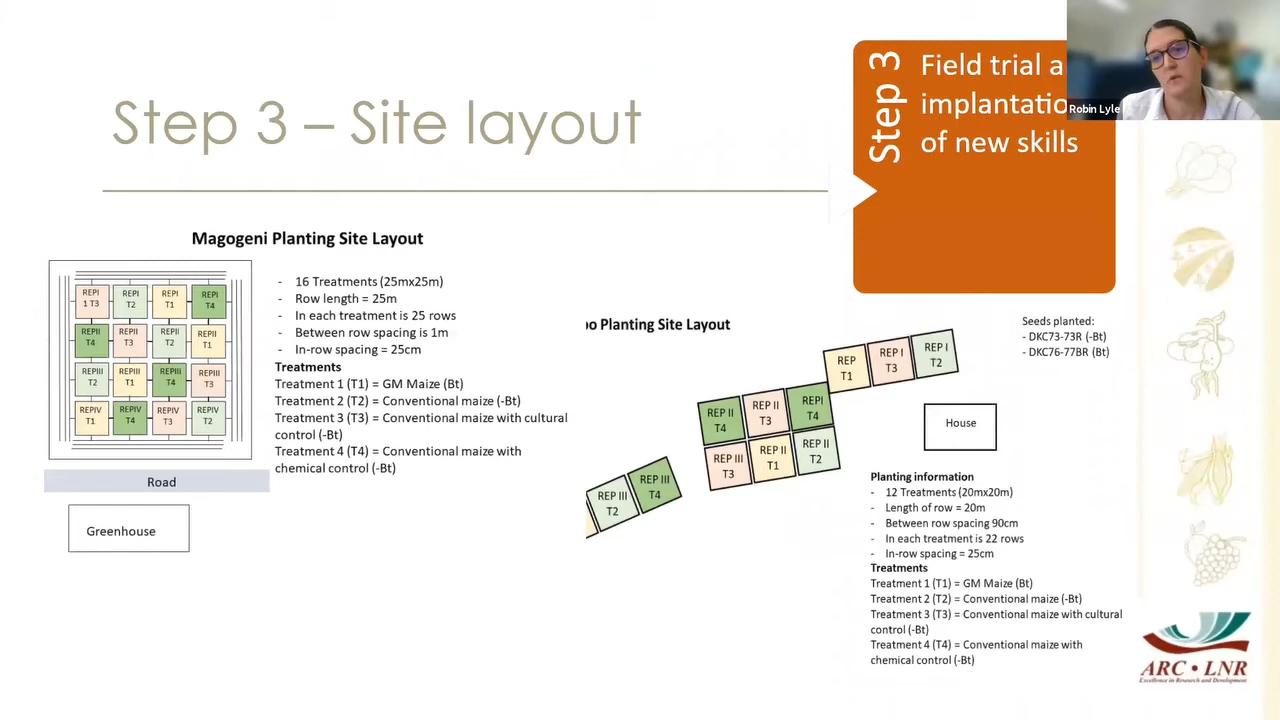 Step 3 – Site layout
Step 3
Field trial a
implantatio
of new skills
Robin Lyle
Magogeni Planting Site Layout
REPI
1 T3
REPI
T2
REPI
T1
REPI
T4
REPII
T4
REPII
T3
REPII
T2
REPII
T1
REPIII
T2
REPIII
T1
REPIII
T4
REPIII
T3
REPIV
T1
REPIV
T4
REPIV
T3
REPIV
T2
Road
Greenhouse
- 16 Treatments (25mx25m)
- Row length = 25m
- In each treatment is 25 rows
- Between row spacing is 1m
- In-row spacing = 25cm
Treatments
Treatment 1 (T1) = GM Maize (Bt)
Treatment 2 (T2) = Conventional maize (-Bt)
Treatment 3 (T3) = Conventional maize with cultural
control (-Bt)
Treatment 4 (T4) = Conventional maize with
chemical control (-Bt)
oo Planting Site Layout
REP
T1
REP I
T3
REP I
T2
REP II
T4
REP II
T3
REPI
T4
REP III
T3
REP II
T1
REP II
T2
REP III
T2
REP III
T4
House
Seeds planted:
- DKC73-73R (-Bt)
- DKC76-77BR (Bt)
Planting information
- 12 Treatments (20mx20m)
- Length of row = 20m
- Between row spacing 90cm
- In each treatment is 22 rows
- In-row spacing = 25cm
Treatments
Treatment 1 (T1) = GM Maize (Bt)
Treatment 2 (T2) = Conventional maize (-Bt)
Treatment 3 (T3) = Conventional maize with cultural
control (-Bt)
Treatment 4 (T4) = Conventional maize with
chemical control (-Bt)
ARC • LNR
Excellence in Research and Development